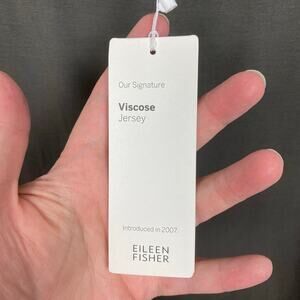 Our Signature
Viscose
Jersey
Introduced in 2007.
EILEEN
FISHER